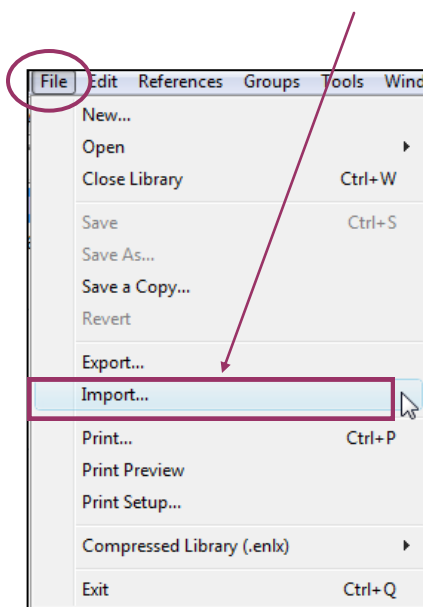 File Edit References Groups Tools Wind
New...
Open
Close Library Ctrl+W
Save Ctrl+S
Save As...
Save a Copy...
Revert
Export...
Import...
Print... Ctrl+P
Print Preview
Print Setup...
Compressed Library (.enlx)
Exit Ctrl+Q